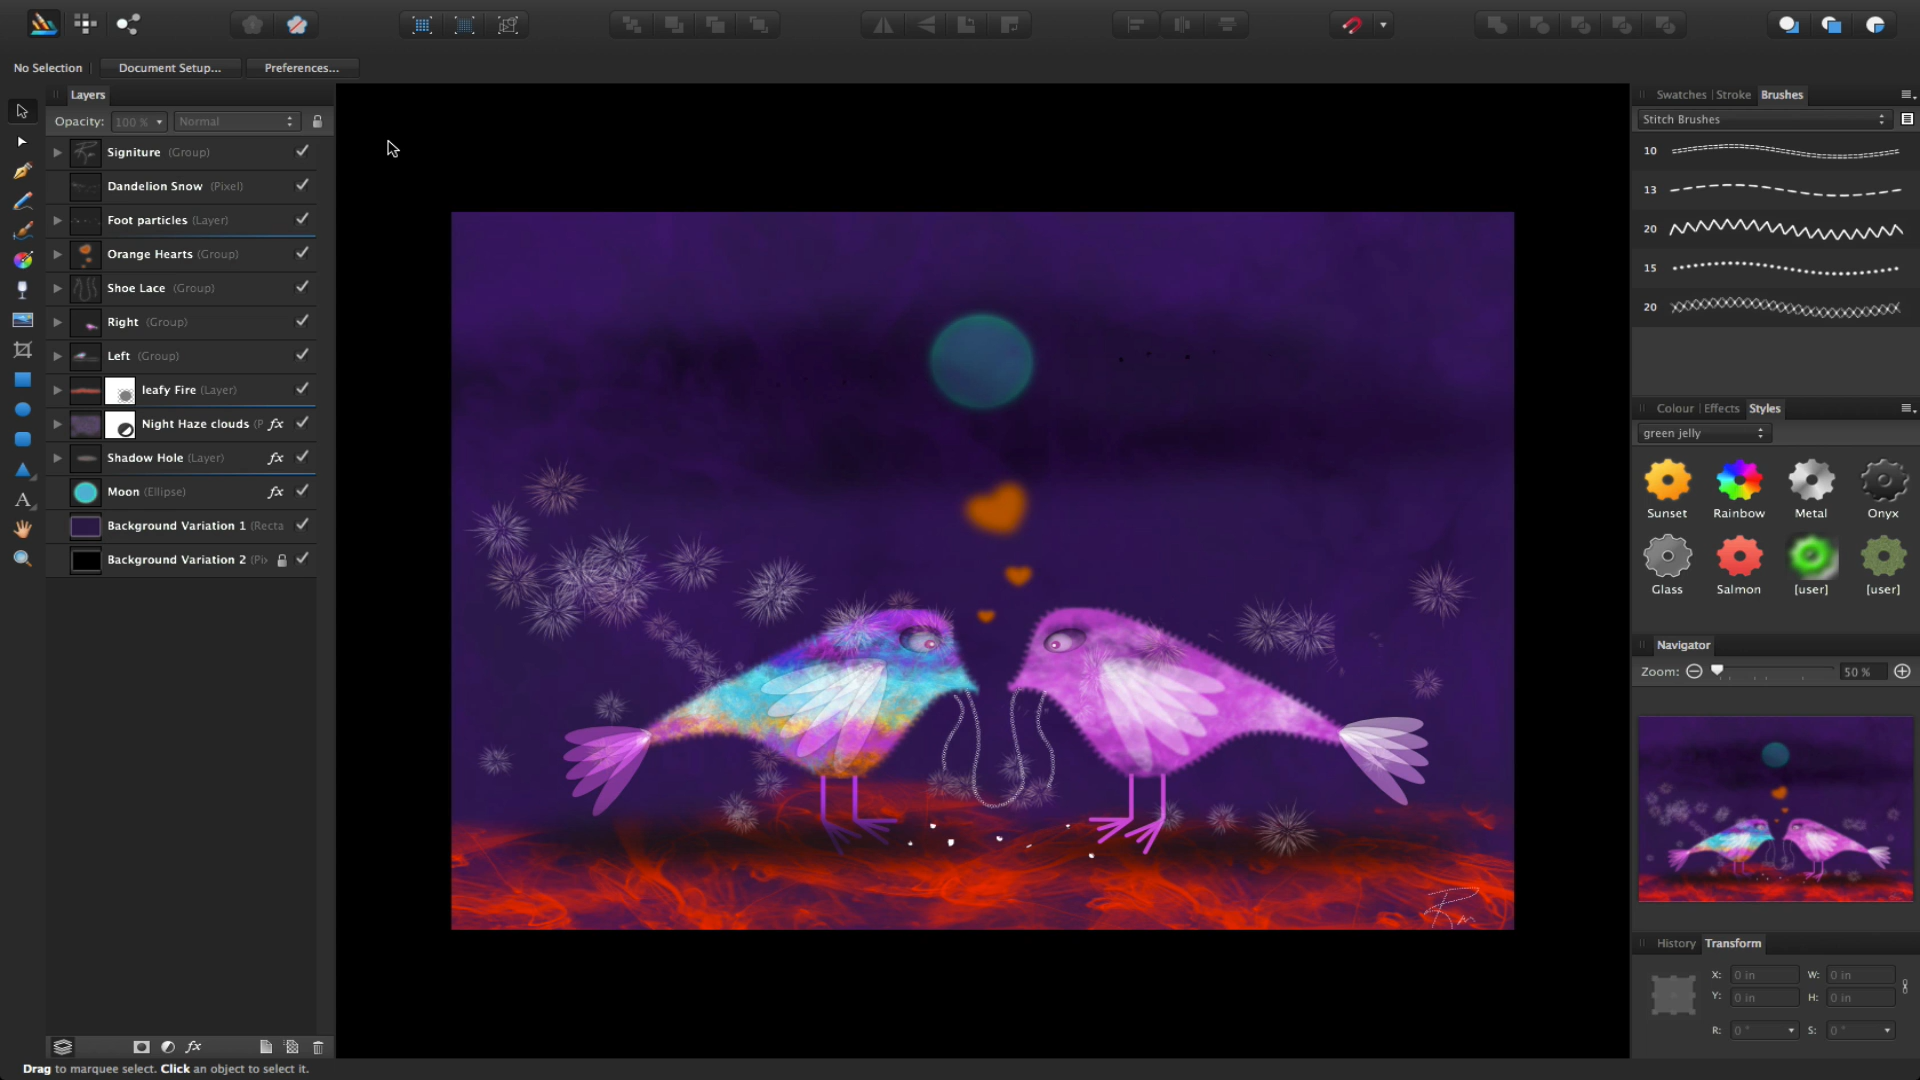 No Selection
Document Setup...
Preferences...
Layers
Opacity: 100 % Normal
Signiture (Group)
Dandelion Snow (Pixel)
Foot particles (Layer)
Orange Hearts (Group)
Shoe Lace (Group)
Right (Group)
Left (Group)
leafy Fire (Layer)
Night Haze clouds (P fx
Shadow Hole (Layer) fx
Moon (Ellipse) fx
Background Variation 1 (Recta
Background Variation 2 (Pix
fx
Drag to marquee select. Click an object to select it.
Swatches Stroke Brushes
Stitch Brushes
10
13
20
15
20
Colour Effects Styles
green jelly
Sunset Rainbow Metal Onyx
Glass Salmon [user] [user]
Navigator
Zoom: 50 %
History Transform
X: 0 in W: 0 in
Y: 0 in H: 0 in
R: 0 ° S: 0 °
A